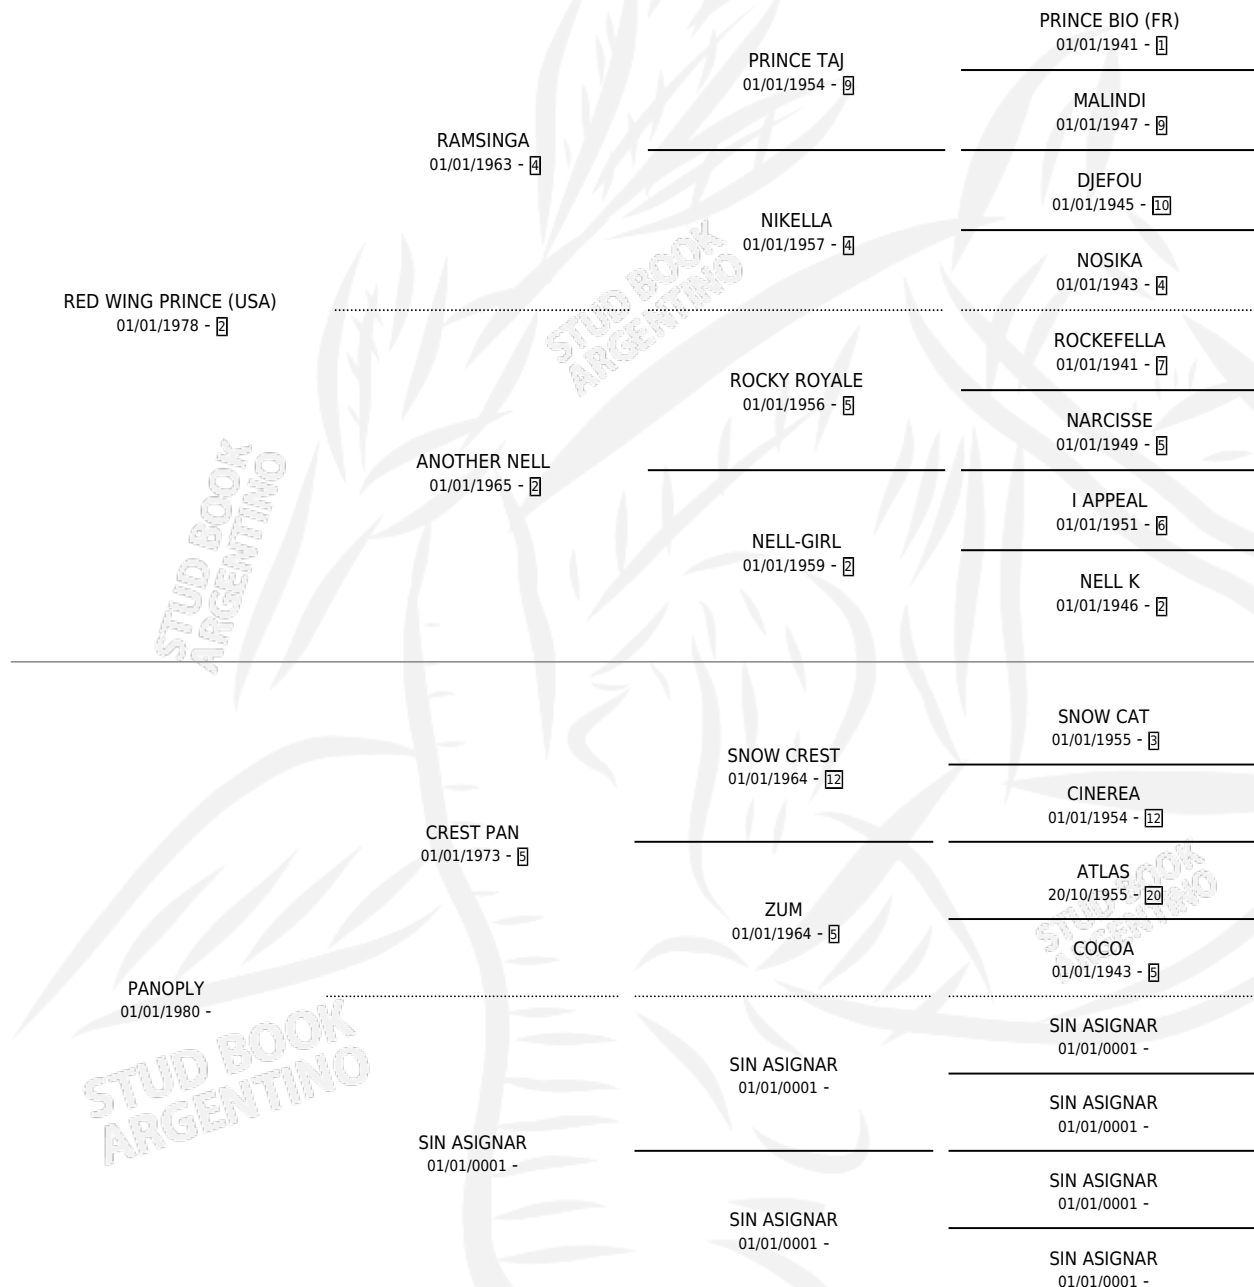 PRINCE BIO (FR)
01/01/1941 - 1
PRINCE TAJ
01/01/1954 - 9
MALINDI
01/01/1947 - 9
RAMSINGA
01/01/1963 - 4
DJEFOU
01/01/1945 - 10
NIKELLA
01/01/1957 - 4
NOSIKA
01/01/1943 - 4
RED WING PRINCE (USA)
01/01/1978 - 2
ROCKEFELLA
01/01/1941 - 7
ROCKY ROYALE
01/01/1956 - 5
NARCISSE
01/01/1949 - 5
ANOTHER NELL
01/01/1965 - 2
I APPEAL
01/01/1951 - 6
NELL-GIRL
01/01/1959 - 2
NELL K
01/01/1946 - 2
SNOW CAT
01/01/1955 - 3
SNOW CREST
01/01/1964 - 12
CINEREA
01/01/1954 - 12
CREST PAN
01/01/1973 - 5
ATLAS
20/10/1955 - 20
ZUM
01/01/1964 - 5
COCOA
01/01/1943 - 5
PANOPLY
01/01/1980 -
SIN ASIGNAR
01/01/0001 -
SIN ASIGNAR
01/01/0001 -
SIN ASIGNAR
01/01/0001 -
SIN ASIGNAR
01/01/0001 -
SIN ASIGNAR
01/01/0001 -
SIN ASIGNAR
01/01/0001 -
SIN ASIGNAR
01/01/0001 -
STUD BOOK
ARGENTINO
STUD BOOK
ARGENTINO
STUD BOOK
ARGENTINO
STUD BOOK
ARGENTINO